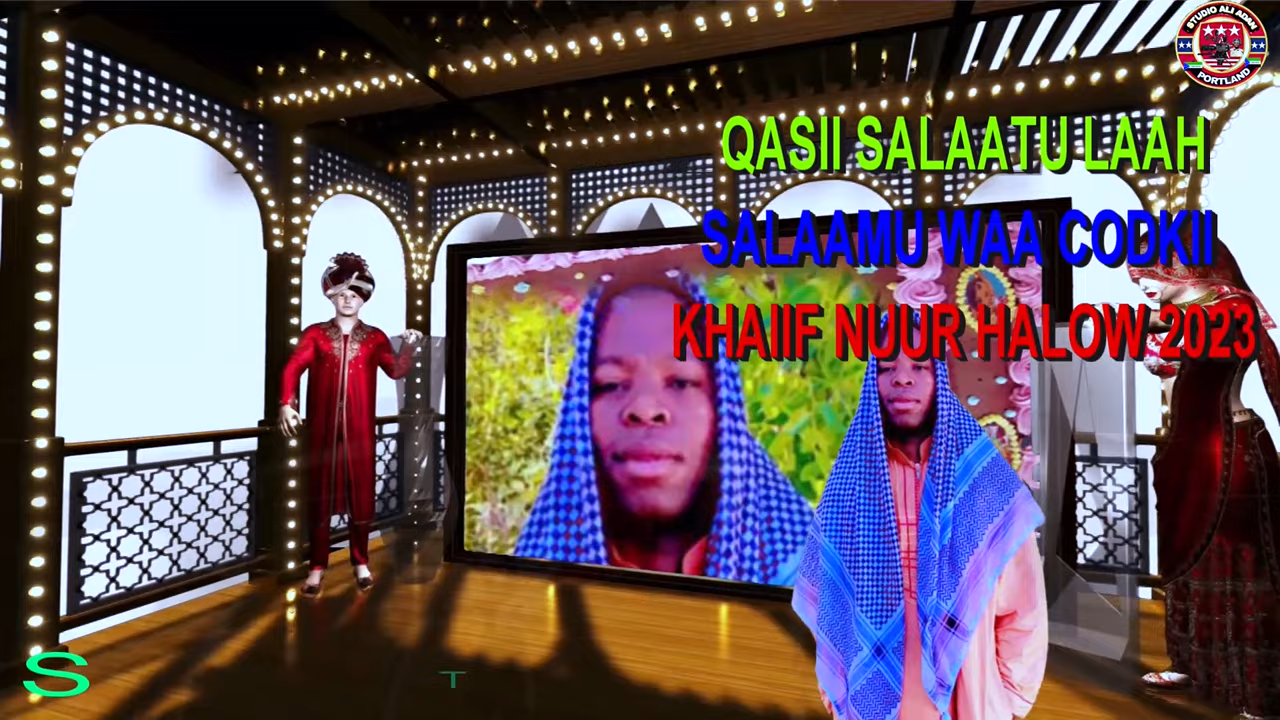 STUDIO ALI ADAN
PORTLAND
QASII SALAATU LAAH
SALAAMU WAA CODKII
KHAIIF NUUR HALOW 2023
S
T